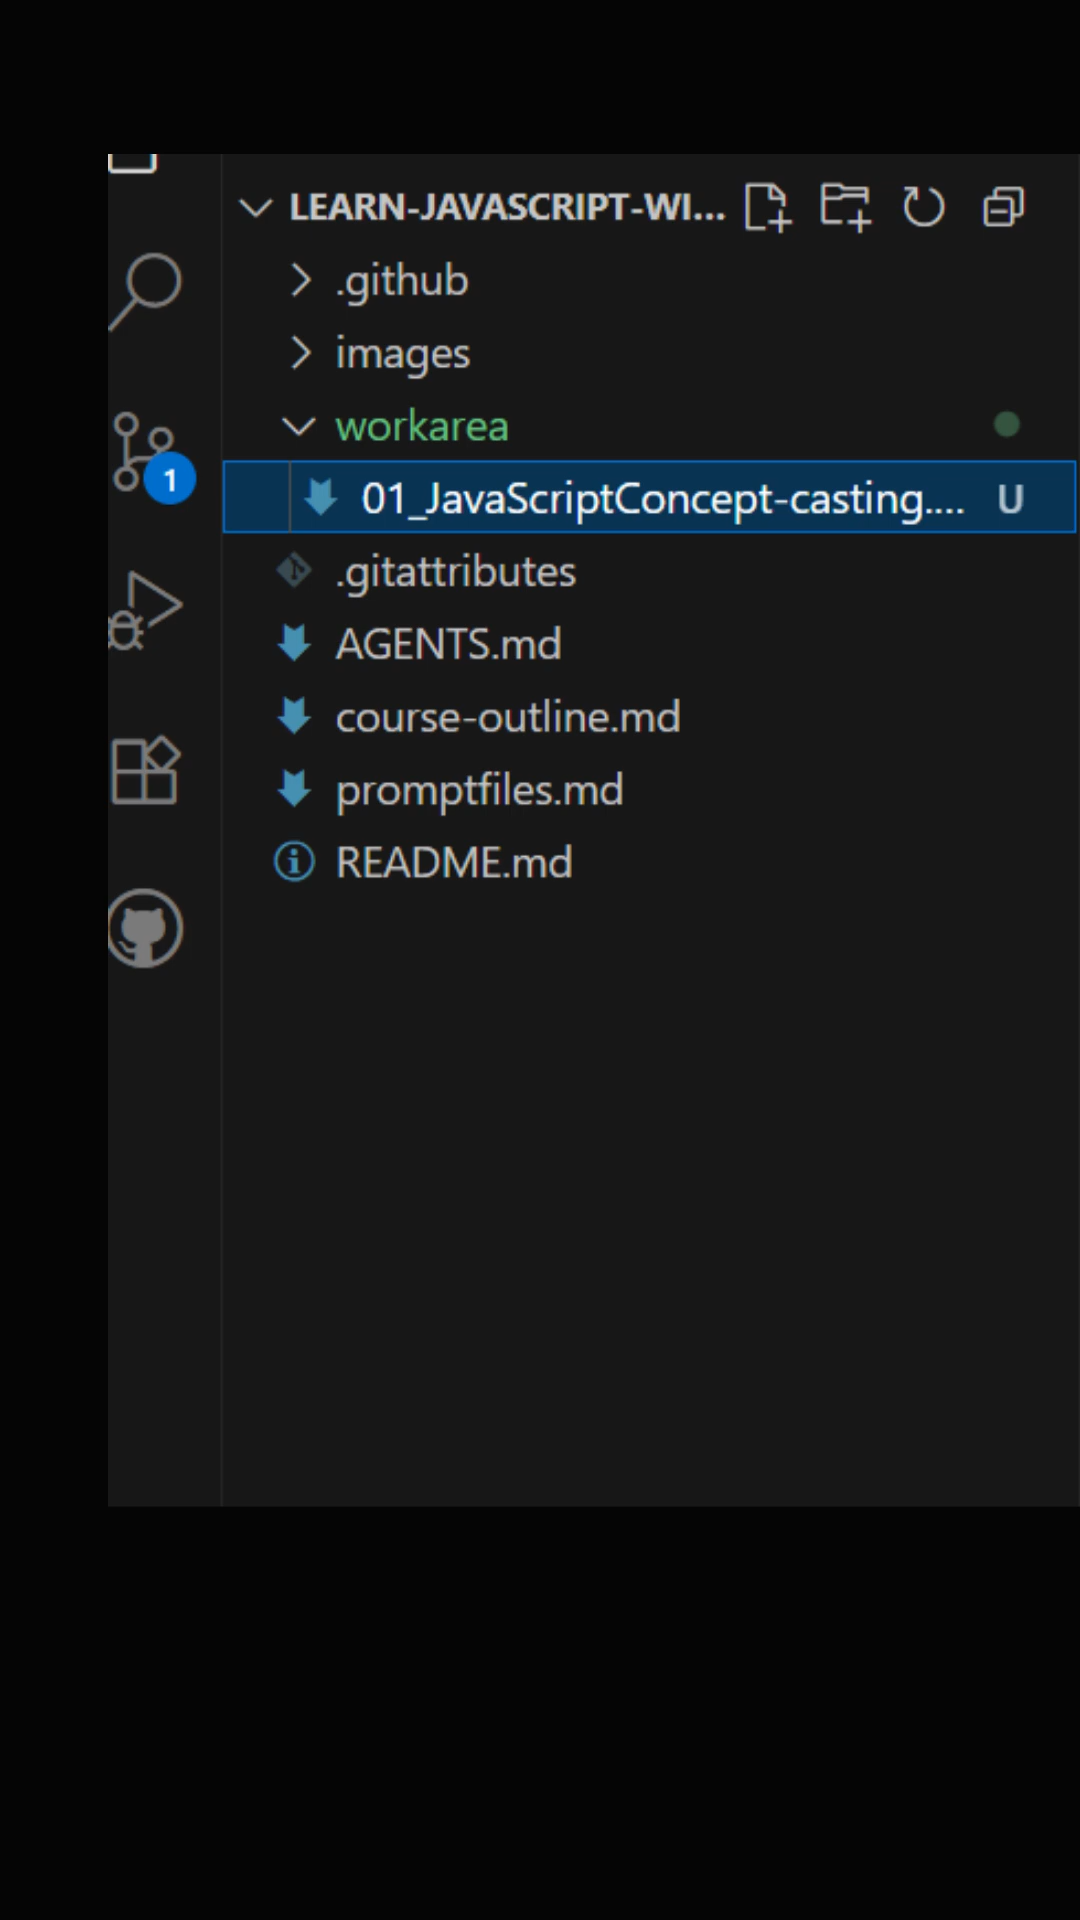 LEARN-JAVASCRIPT-WI...
.github
images
workarea
01_JavaScriptConcept-casting.... U
1
.gitattributes
AGENTS.md
course-outline.md
promptfiles.md
README.md